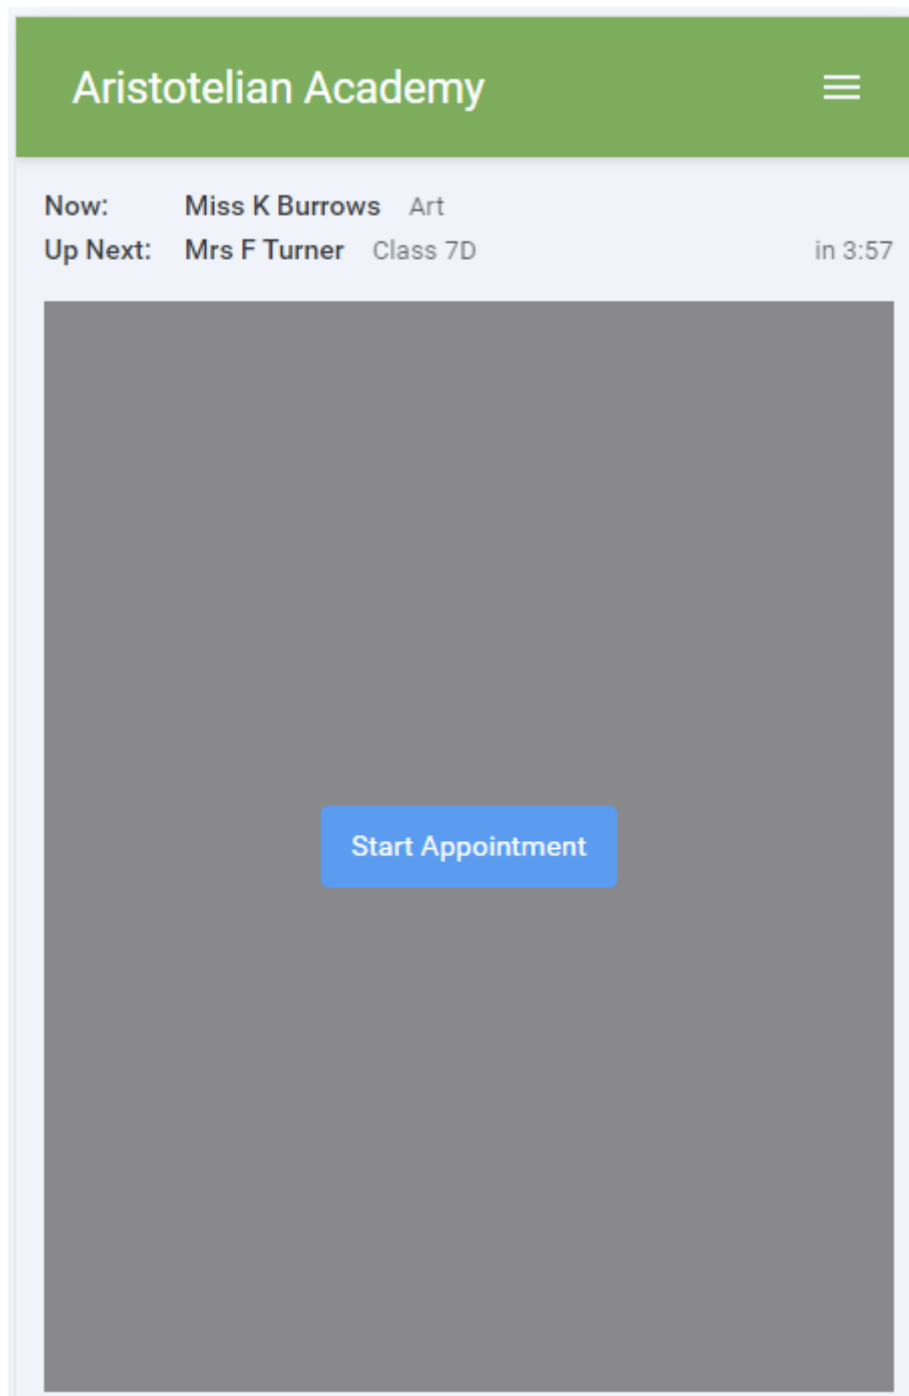 Aristotelian Academy
Now: Miss K Burrows Art
Up Next: Mrs F Turner Class 7D in 3:57
Start Appointment